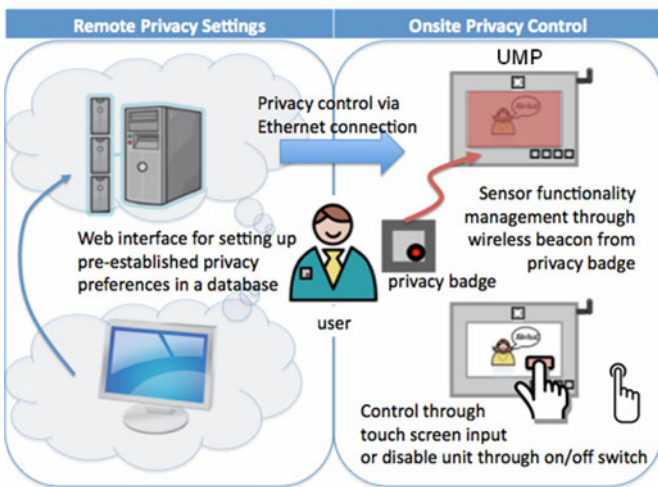 Remote Privacy Settings
Onsite Privacy Control
UMP
Privacy control via
Ethernet connection
Sensor functionality
management through
wireless beacon from
privacy badge
Web interface for setting up
pre-established privacy
preferences in a database
privacy badge
user
Control through
touch screen input
or disable unit through on/off switch